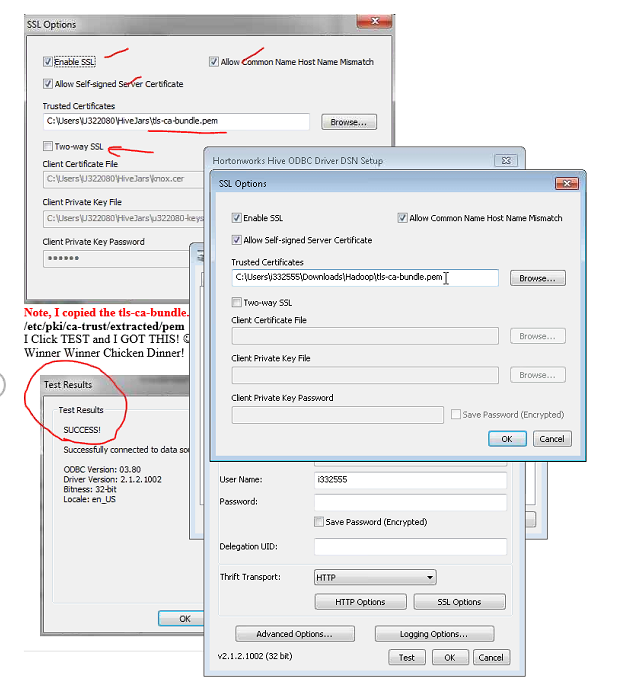 SSL Options
Enable SSL
Allow Common Name Host Name Mismatch
Allow Self-signed Server Certificate
Trusted Certificates
C:\Users\U322080\HiveJars\tls-ca-bundle.pem
Browse...
Two-way SSL
Client Certificate File
C:\Users\U322080\HiveJars\knox.cer
Client Private Key File
C:\Users\U322080\HiveJars\u322080-keys
Client Private Key Password
••••••
Note, I copied the tls-ca-bundle.
/etc/pki/ca-trust/extracted/pem
I Click TEST and I GOT THIS!
Winner Winner Chicken Dinner!
Test Results
Test Results
SUCCESS!
Successfully connected to data sou
ODBC Version: 03.80
Driver Version: 2.1.2.1002
Bitness: 32-bit
Locale: en_US
OK
Hortonworks Hive ODBC Driver DSN Setup
SSL Options
Enable SSL
Allow Common Name Host Name Mismatch
Allow Self-signed Server Certificate
Trusted Certificates
C:\Users\i332555\Downloads\Hadoop\tls-ca-bundle.pem
Browse...
Two-way SSL
Client Certificate File
Browse...
Client Private Key File
Browse...
Client Private Key Password
Save Password (Encrypted)
OK
Cancel
User Name:
i332555
Password:
Save Password (Encrypted)
Delegation UID:
Thrift Transport:
HTTP
HTTP Options
SSL Options
Advanced Options...
Logging Options...
v2.1.2.1002 (32 bit)
Test
OK
Cancel